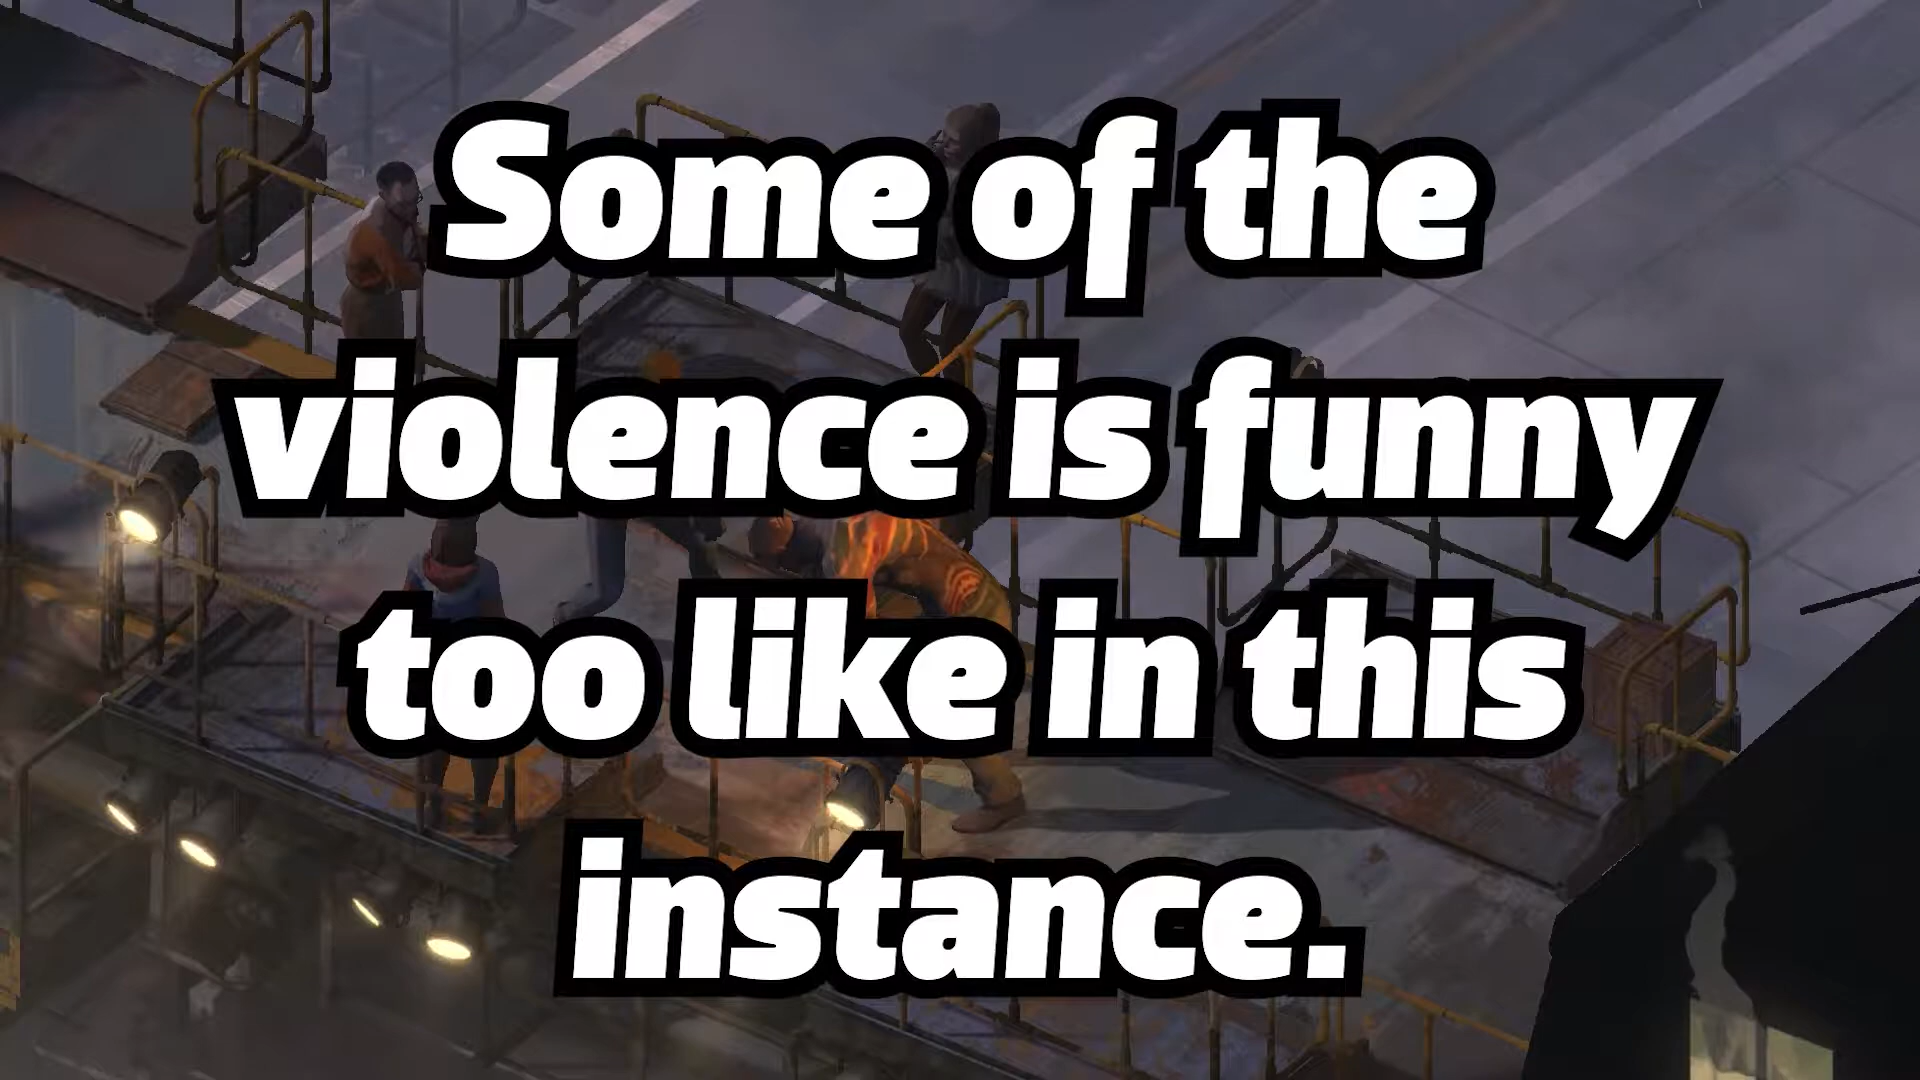 Some of the
violence is funny
too like in this
instance.